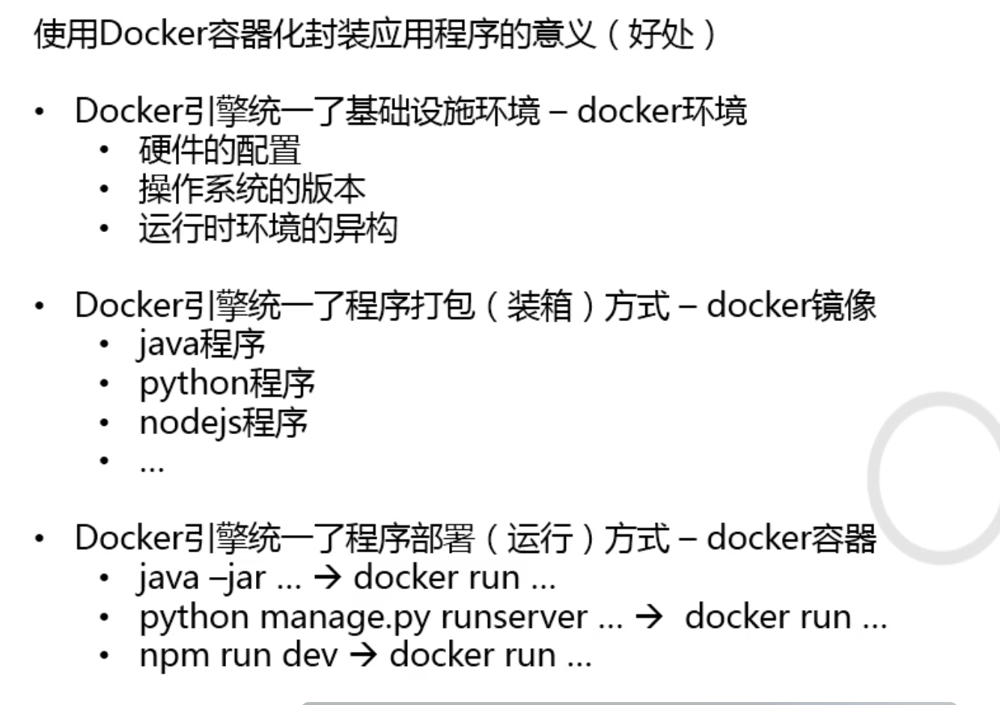 使用Docker容器化封装应用程序的意义（好处）
• Docker引擎统一了基础设施环境 – docker环境
• 硬件的配置
• 操作系统的版本
• 运行时环境的异构
• Docker引擎统一了程序打包（装箱）方式 – docker镜像
• java程序
• python程序
• nodejs程序
• ...
• Docker引擎统一了程序部署（运行）方式 – docker容器
• java –jar ... → docker run ...
• python manage.py runserver ... → docker run ...
• npm run dev → docker run ...